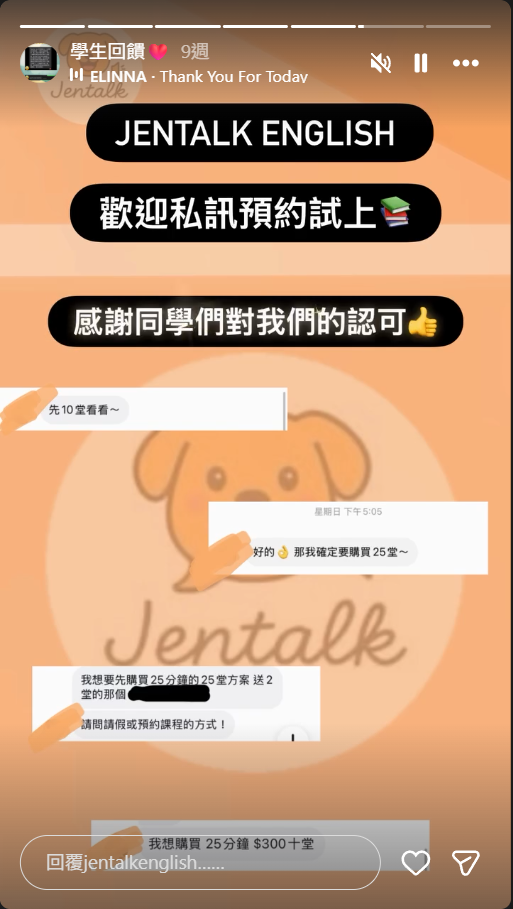 學生回饋💗 9週
ELINNA · Thank You For Today
Jentalk
JENTALK ENGLISH
歡迎私訊預約試上📚
感謝同學們對我們的認可👍
先10堂看看～
星期日 下午5:05
好的👌 那我確定要購買25堂～
Jentalk
我想要先購買25分鐘的25堂方案 送2
堂的那個
請問請假或預約課程的方式！
我想購買 25分鐘 $300十堂
回覆jentalkenglish......